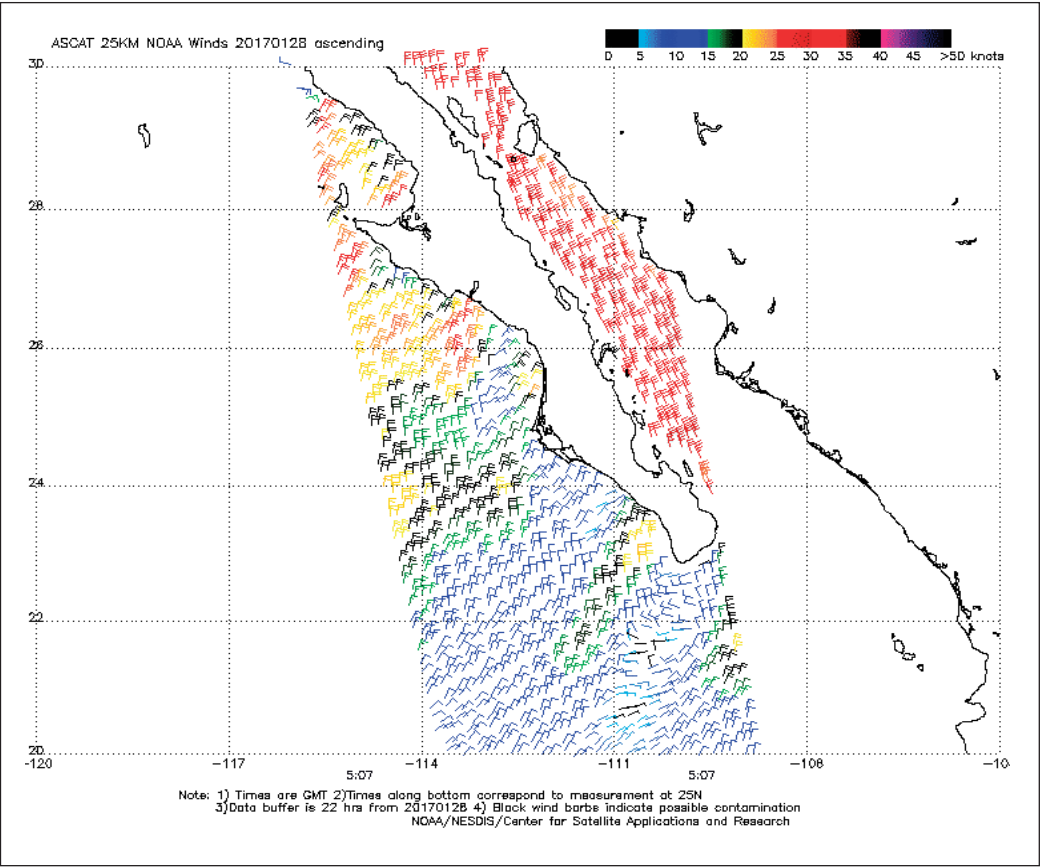 ASCAT 25KM NOAA Winds 20170128 ascending
0 5 10 15 20 25 30 35 40 45 >50 knots
30
28
26
24
22
20
-120 -117 -114 -111 -108 -10
5:07 5:07
Note: 1) Times are GMT 2)Times along bottom correspond to measurement at 25N
3)Data buffer is 22 hrs from 20170128 4) Black wind barbs indicate possible contamination
NOAA/NESDIS/Center for Satellite Applications and Research